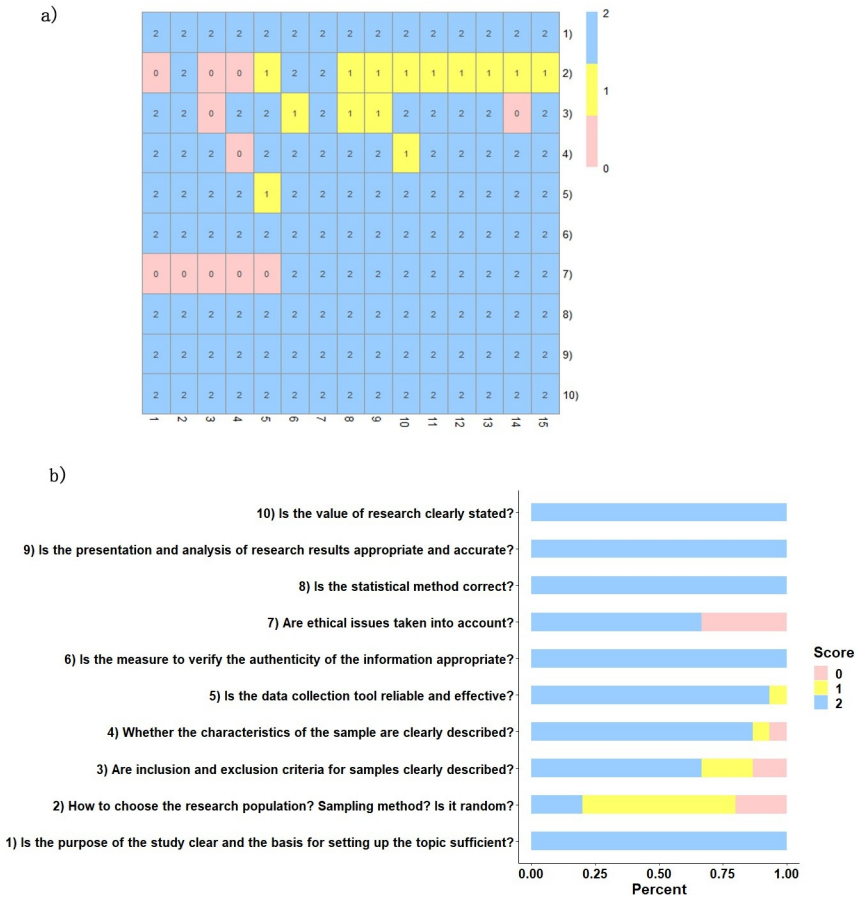 a)
2
2 2 2 2 2 2 2 2 2 2 2 2 2 2 2 1)
0 2 0 0 1 2 2 1 1 1 1 1 1 1 1 2)
1
2 2 0 2 2 1 2 1 1 2 2 2 2 0 2 3)
2 2 2 0 2 2 2 2 2 1 2 2 2 2 2 4)
0
2 2 2 2 1 2 2 2 2 2 2 2 2 2 2 5)
2 2 2 2 2 2 2 2 2 2 2 2 2 2 2 6)
0 0 0 0 0 2 2 2 2 2 2 2 2 2 2 7)
2 2 2 2 2 2 2 2 2 2 2 2 2 2 2 8)
2 2 2 2 2 2 2 2 2 2 2 2 2 2 2 9)
2 2 2 2 2 2 2 2 2 2 2 2 2 2 2 10)
1 2 3 4 5 6 7 8 9 10 11 12 13 14 15
b)
10) Is the value of research clearly stated?
9) Is the presentation and analysis of research results appropriate and accurate?
8) Is the statistical method correct?
7) Are ethical issues taken into account?
6) Is the measure to verify the authenticity of the information appropriate?
5) Is the data collection tool reliable and effective?
4) Whether the characteristics of the sample are clearly described?
3) Are inclusion and exclusion criteria for samples clearly described?
2) How to choose the research population? Sampling method? Is it random?
1) Is the purpose of the study clear and the basis for setting up the topic sufficient?
0.00 0.25 0.50 0.75 1.00
Percent
Score
0
1
2